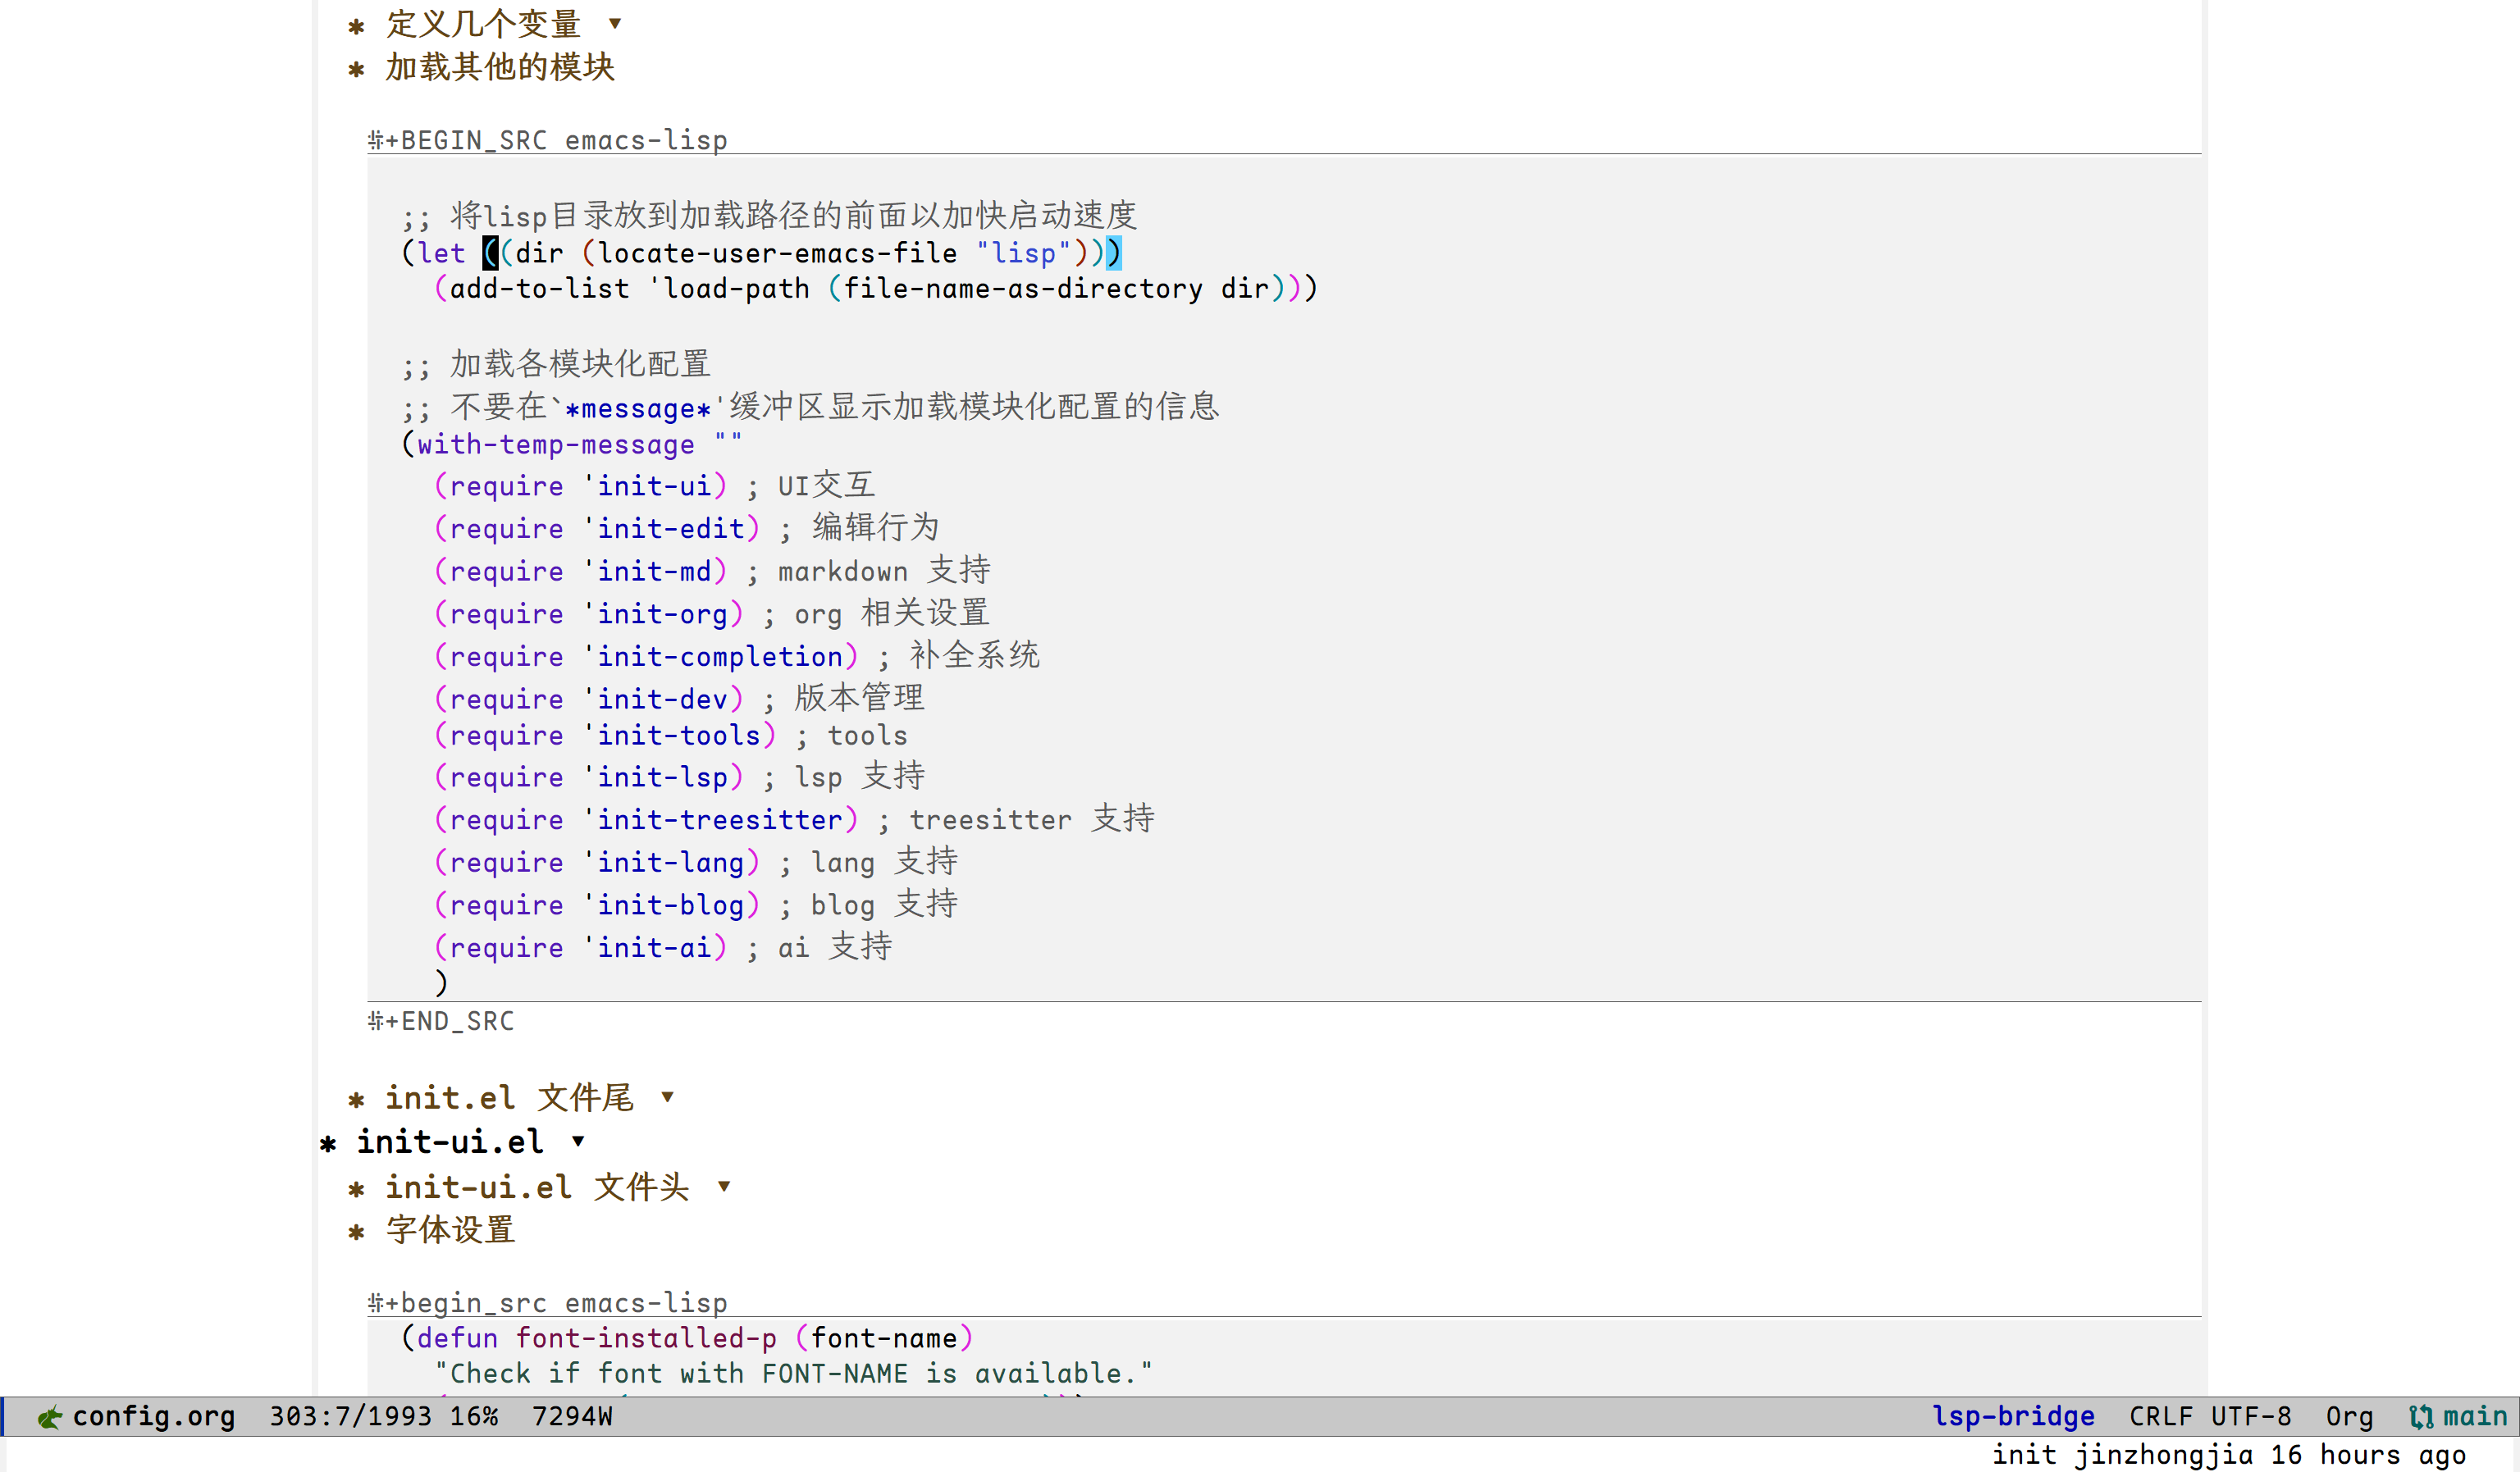 ✱ 定义几个变量 ▾
✱ 加载其他的模块
#+BEGIN_SRC emacs-lisp
;; 将lisp目录放到加载路径的前面以加快启动速度
(let ((dir (locate-user-emacs-file "lisp")))
(add-to-list 'load-path (file-name-as-directory dir)))
;; 加载各模块化配置
;; 不要在`*message*'缓冲区显示加载模块化配置的信息
(with-temp-message ""
(require 'init-ui) ; UI交互
(require 'init-edit) ; 编辑行为
(require 'init-md) ; markdown 支持
(require 'init-org) ; org 相关设置
(require 'init-completion) ; 补全系统
(require 'init-dev) ; 版本管理
(require 'init-tools) ; tools
(require 'init-lsp) ; lsp 支持
(require 'init-treesitter) ; treesitter 支持
(require 'init-lang) ; lang 支持
(require 'init-blog) ; blog 支持
(require 'init-ai) ; ai 支持
)
#+END_SRC
✱ init.el 文件尾 ▾
✱ init-ui.el ▾
✱ init-ui.el 文件头 ▾
✱ 字体设置
#+begin_src emacs-lisp
(defun font-installed-p (font-name)
"Check if font with FONT-NAME is available."
config.org 303:7/1993 16% 7294W lsp-bridge CRLF UTF-8 Org main
init jinzhongjia 16 hours ago